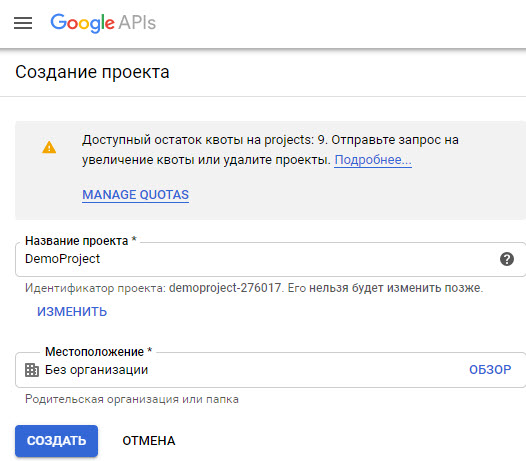 Google APIs
Создание проекта
Доступный остаток квоты на projects: 9. Отправьте запрос на
увеличение квоты или удалите проекты. Подробнее...
MANAGE QUOTAS
Название проекта *
DemoProject
?
Идентификатор проекта: demoproject-276017. Его нельзя будет изменить позже.
ИЗМЕНИТЬ
Местоположение *
Без организации ОБЗОР
Родительская организация или папка
СОЗДАТЬ ОТМЕНА